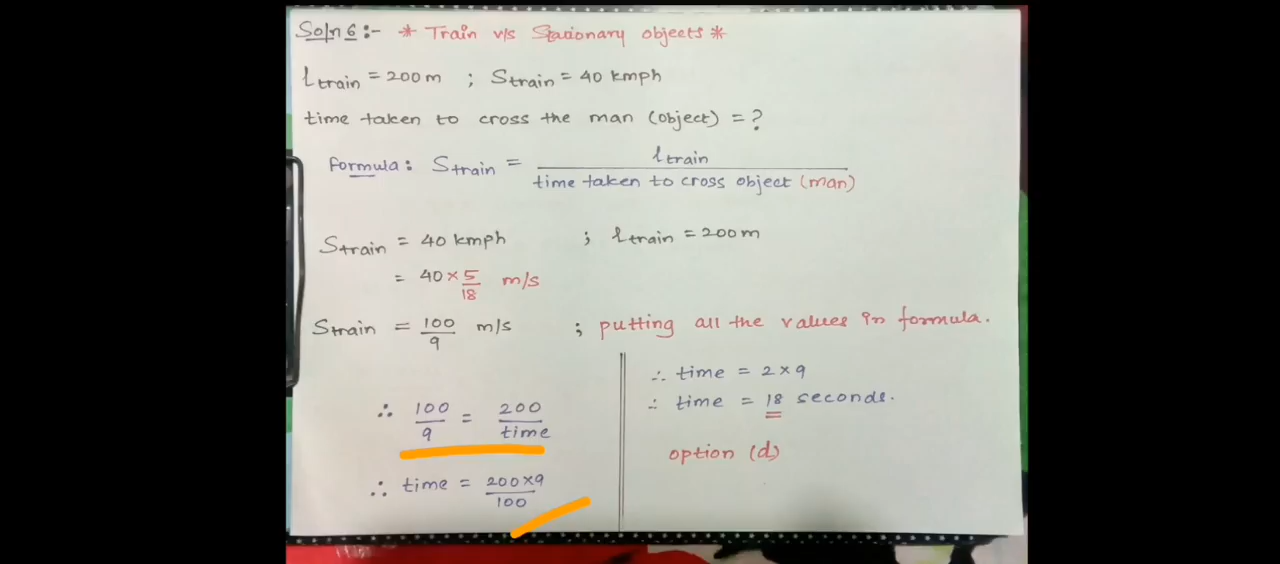 Soln 6 :- * Train v/s Stationary objects *
l train = 200 m ; S train = 40 kmph
time taken to cross the man (object) = ?
Formula : S train = l train / time taken to cross object (man)
S train = 40 kmph ; l train = 200 m
= 40 × 5/18 m/s
S train = 100/9 m/s ; putting all the values in formula.
∴ 100/9 = 200/time
∴ time = 200×9/100
∴ time = 2 × 9
∴ time = 18 seconds.
option (d)